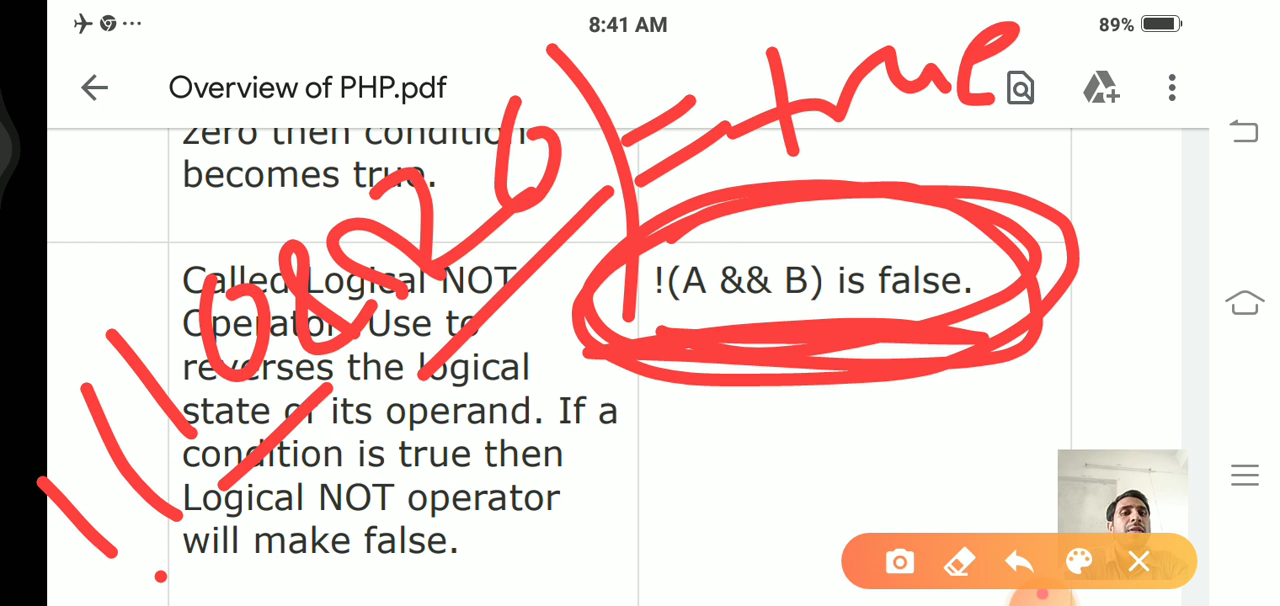 8:41 AM
89%
Overview of PHP.pdf
zero then condition
becomes true.
Called Logical NOT
Operator. Use to
reverses the logical
state of its operand. If a
condition is true then
Logical NOT operator
will make false.
!(A && B) is false.
!(10 && 20) = true